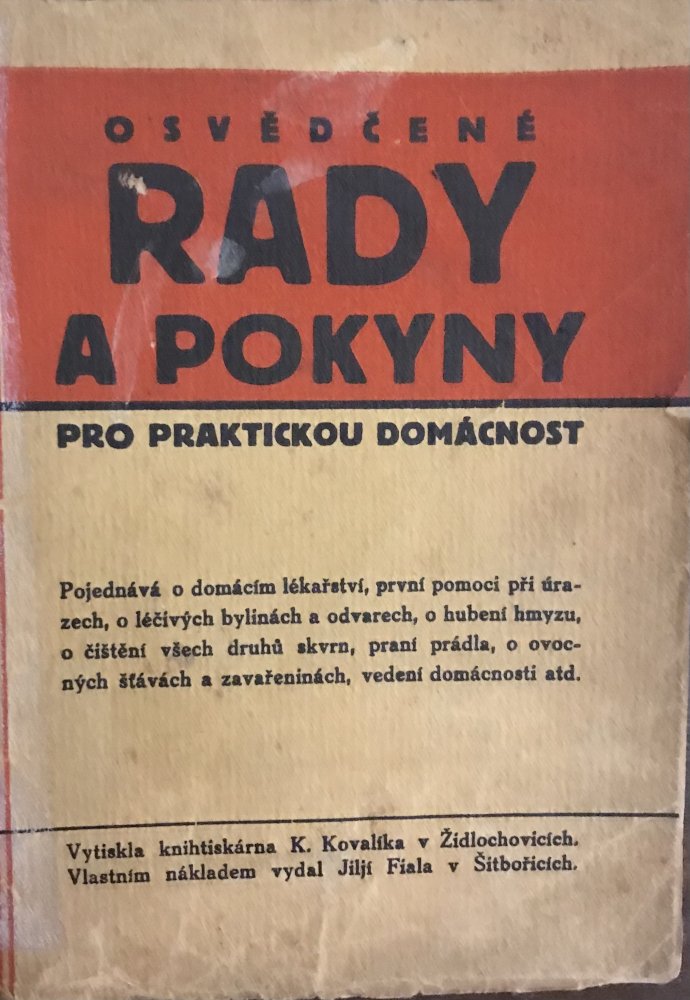 OSVĚDČENÉ
RADY
A POKYNY
PRO PRAKTICKOU DOMÁCNOST
Pojednává o domácím lékařství, první pomoci při úra-
zech, o léčivých bylinách a odvarech, o hubení hmyzu,
o čištění všech druhů skvrn, praní prádla, o ovoc-
ných šťávách a zavařeninách, vedení domácnosti atd.
Vytiskla knihtiskárna K. Kovalíka v Židlochovicích.
Vlastním nákladem vydal Jiljí Fiala v Šitbořicích.